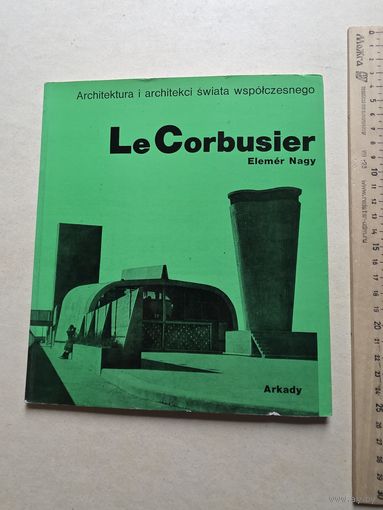 Architektura i architekci świata współczesnego
Le Corbusier
Elemér Nagy
Arkady